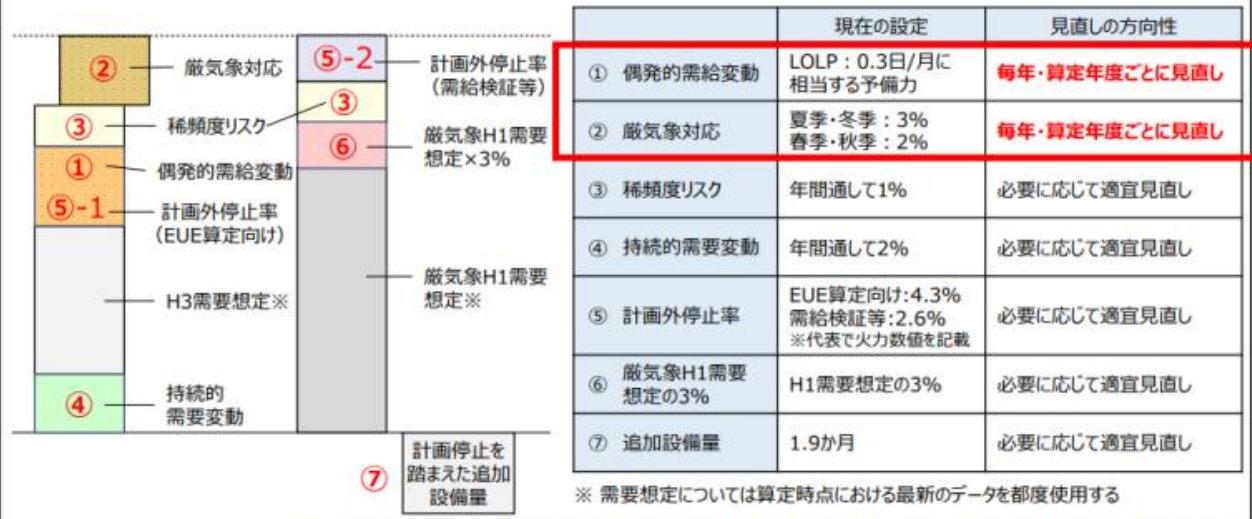 ②
厳気象対応
③
稀頻度リスク
①
偶発的需給変動
⑤-1
計画外停止率
（EUE算定向け）
H3需要想定※
④
持続的
需要変動
⑤-2
計画外停止率
（需給検証等）
③
⑥
厳気象H1需要
想定×3%
厳気象H1需要
想定※
⑦
計画停止を
踏まえた追加
設備量
現在の設定 見直しの方向性
① 偶発的需給変動 LOLP：0.3日/月に
相当する予備力 毎年・算定年度ごとに見直し
② 厳気象対応 夏季・冬季：3%
春季・秋季：2% 毎年・算定年度ごとに見直し
③ 稀頻度リスク 年間通して1% 必要に応じて適宜見直し
④ 持続的需要変動 年間通して2% 必要に応じて適宜見直し
⑤ 計画外停止率 EUE算定向け:4.3%
需給検証等:2.6%
※代表で火力数値を記載 必要に応じて適宜見直し
⑥ 厳気象H1需要
想定の3% H1需要想定の3% 必要に応じて適宜見直し
⑦ 追加設備量 1.9か月 必要に応じて適宜見直し
※ 需要想定については算定時点における最新のデータを都度使用する